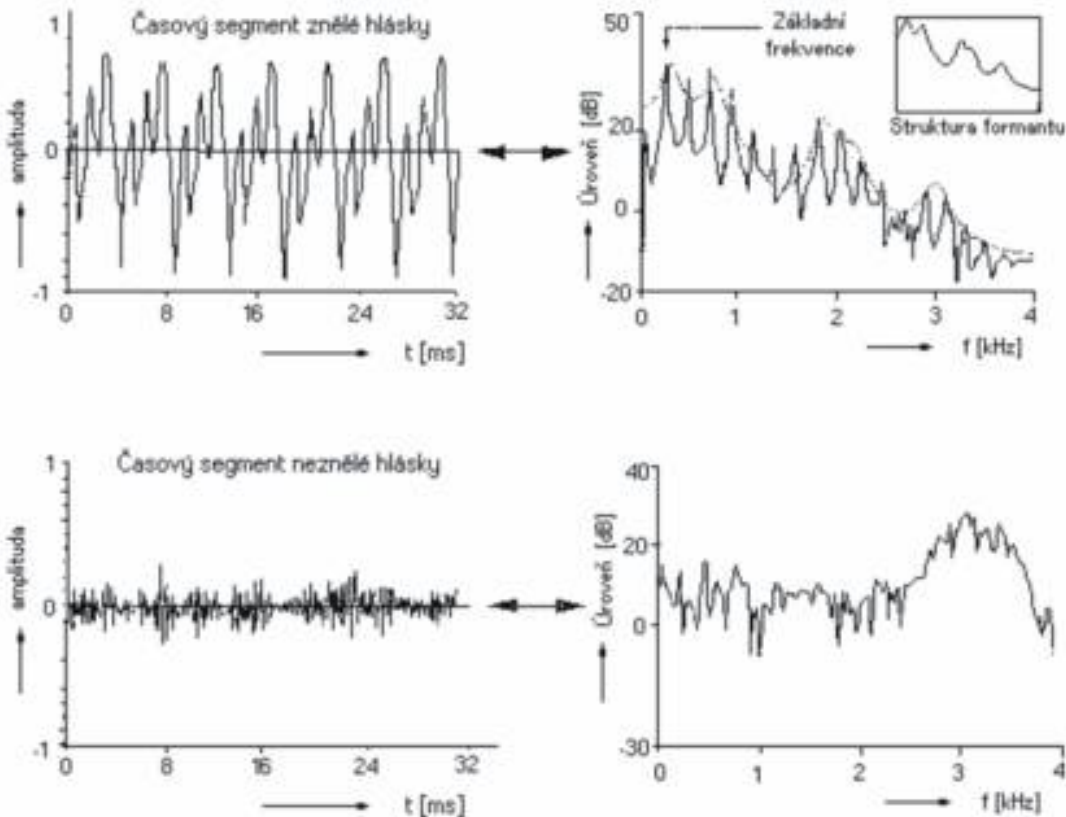 Časový segment znělé hlásky
amplituda
1
0
-1
0 8 16 24 32
t [ms]
Základní
frekvence
Struktura formantu
Úroveň [dB]
50
20
0
-20
0 1 2 3 4
f [kHz]
Časový segment neznělé hlásky
amplituda
1
0
-1
0 8 16 24 32
t [ms]
Úroveň [dB]
40
20
0
-30
0 1 2 3 4
f [kHz]